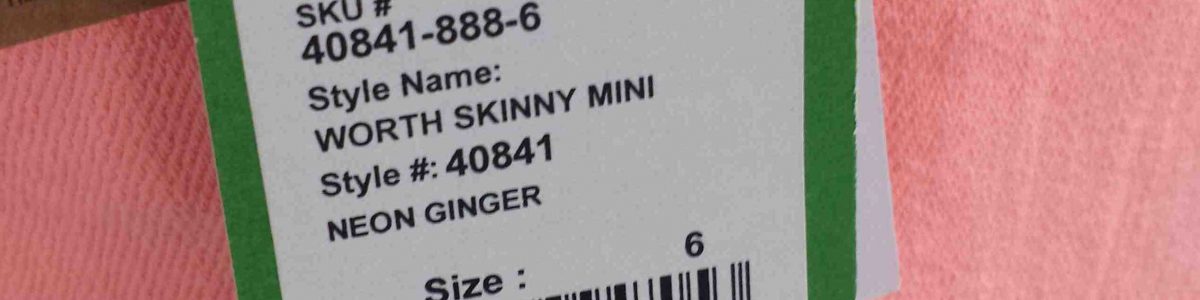 SKU #
40841-888-6
Style Name:
WORTH SKINNY MINI
Style #: 40841
NEON GINGER
6
Size :